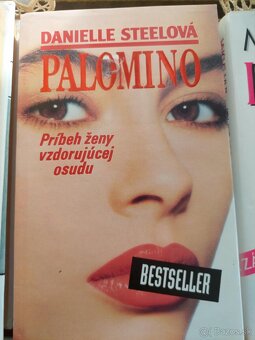 DANIELLE STEELOVÁ
PALOMINO
Príbeh ženy
vzdorujúcej
osudu
BESTSELLER